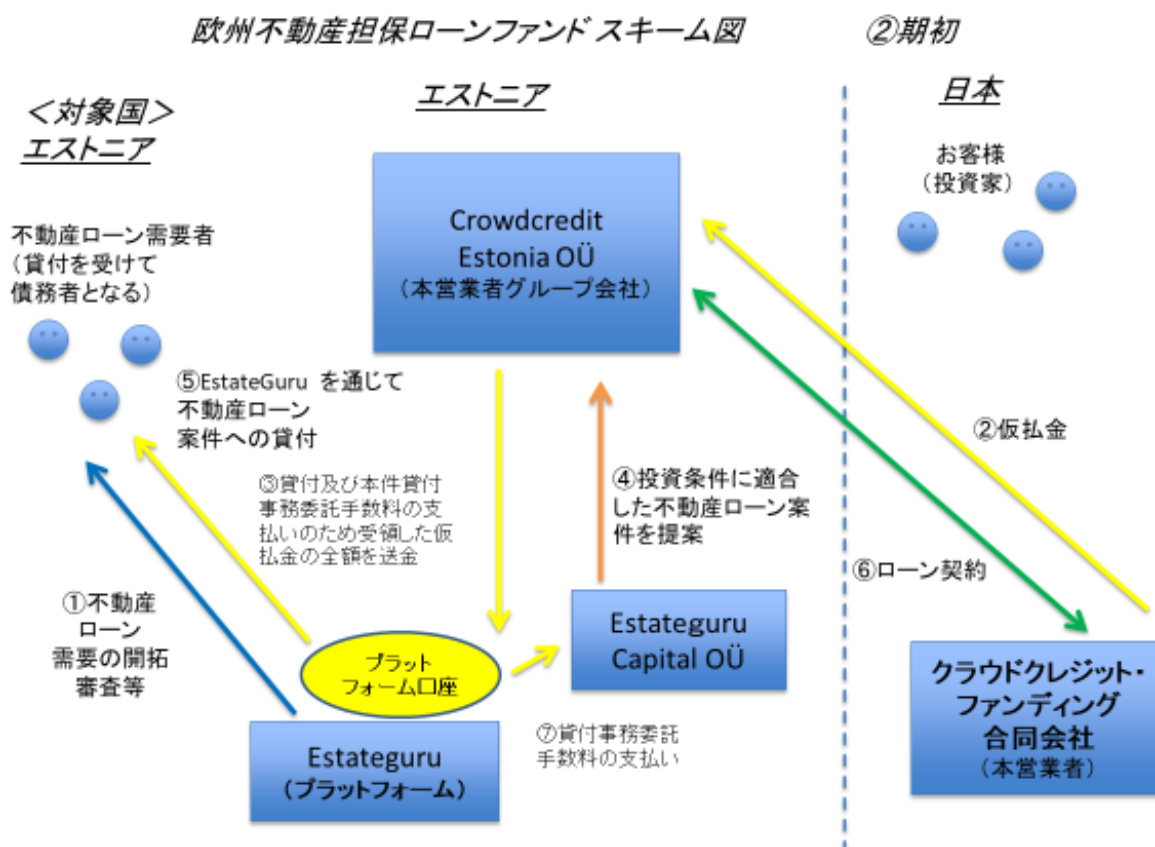 欧州不動産担保ローンファンド スキーム図
②期初
＜対象国＞
エストニア
エストニア
日本
お客様
（投資家）
不動産ローン需要者
（貸付を受けて
債務者となる）
Crowdcredit
Estonia OÜ
（本営業者グループ会社）
⑤EstateGuru を通じて
不動産ローン
案件への貸付
③貸付及び本件貸付
事務委託手数料の支
払いのため受領した仮
払金の全額を送金
④投資条件に適合
した不動産ローン案
件を提案
②仮払金
⑥ローン契約
①不動産
ローン
需要の開拓
審査等
プラット
フォーム口座
Estateguru
Capital OÜ
Estateguru
（プラットフォーム）
⑦貸付事務委託
手数料の支払い
クラウドクレジット・
ファンディング
合同会社
（本営業者）